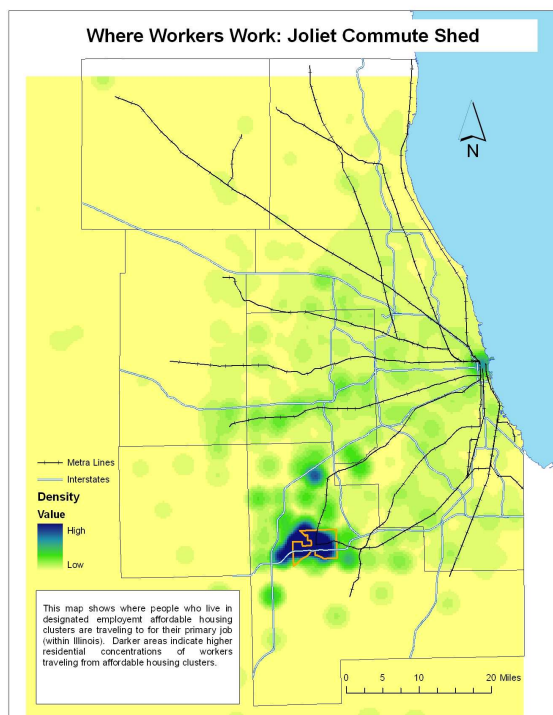 Where Workers Work: Joliet Commute Shed
N
Metra Lines
Interstates
Density
Value
High
Low
This map shows where people who live in
designated employent affordable housing
clusters are traveling to for their primary job
(within Illinois). Darker areas indicate higher
residential concentrations of workers
traveling from affordable housing clusters.
0 5 10 20 Miles